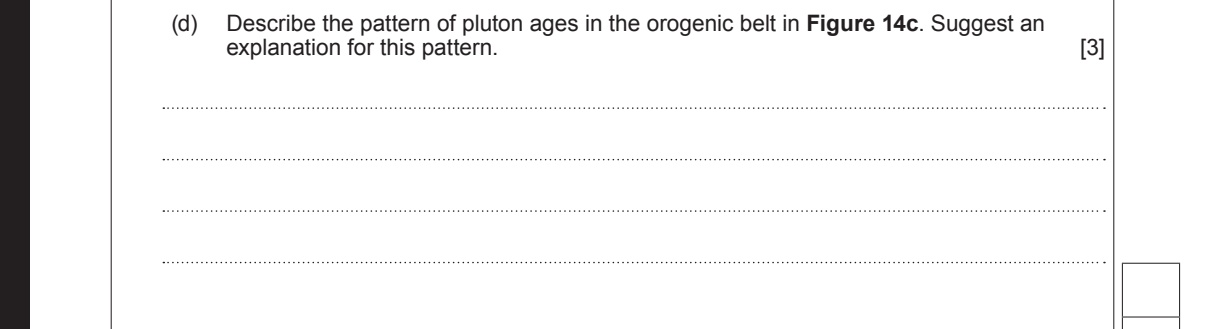 (d) Describe the pattern of pluton ages in the orogenic belt in Figure 14c. Suggest an
explanation for this pattern. [3]